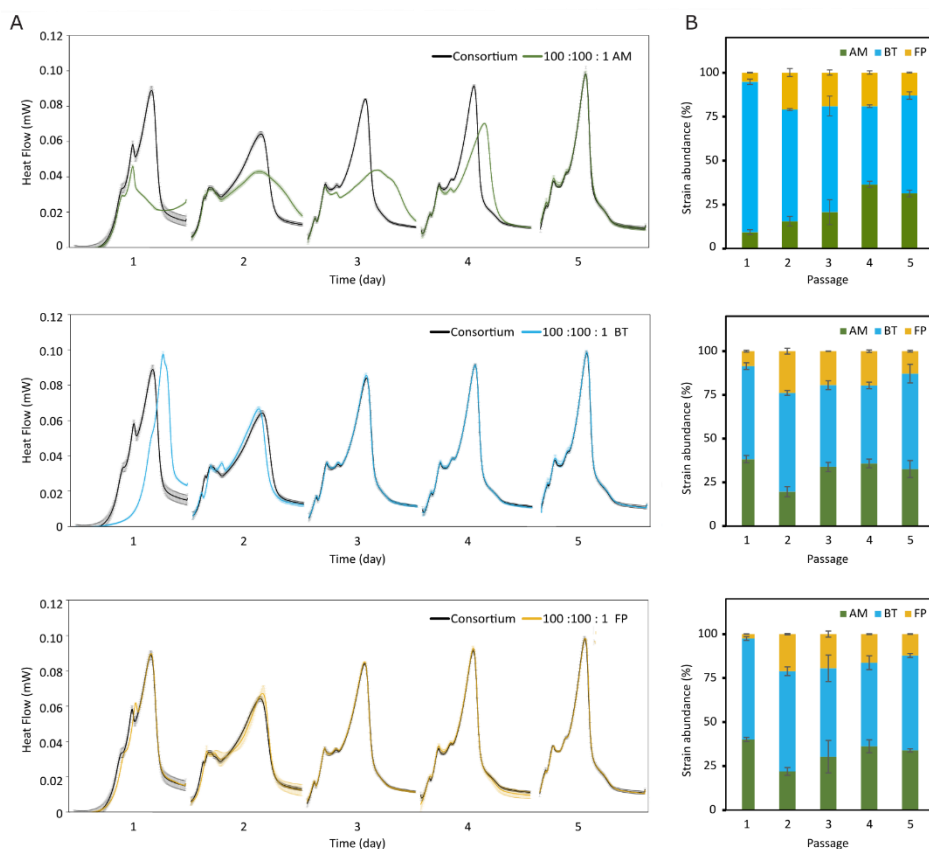 A
B
0.12
0.10
0.08
0.06
0.04
0.02
0
Heat Flow (mW)
Consortium 100 :100 : 1 AM
1 2 3 4 5
Time (day)
AM BT FP
100
75
50
25
0
Strain abundance (%)
1 2 3 4 5
Passage
0.12
0.10
0.08
0.06
0.04
0.02
0
Heat Flow (mW)
Consortium 100 :100 : 1 BT
1 2 3 4 5
Time (day)
AM BT FP
100
75
50
25
0
Strain abundance (%)
1 2 3 4 5
Passage
0.12
0.10
0.08
0.06
0.04
0.02
0
Heat Flow (mW)
Consortium 100 :100 : 1 FP
1 2 3 4 5
Time (day)
AM BT FP
100
75
50
25
0
Strain abundance (%)
1 2 3 4 5
Passage